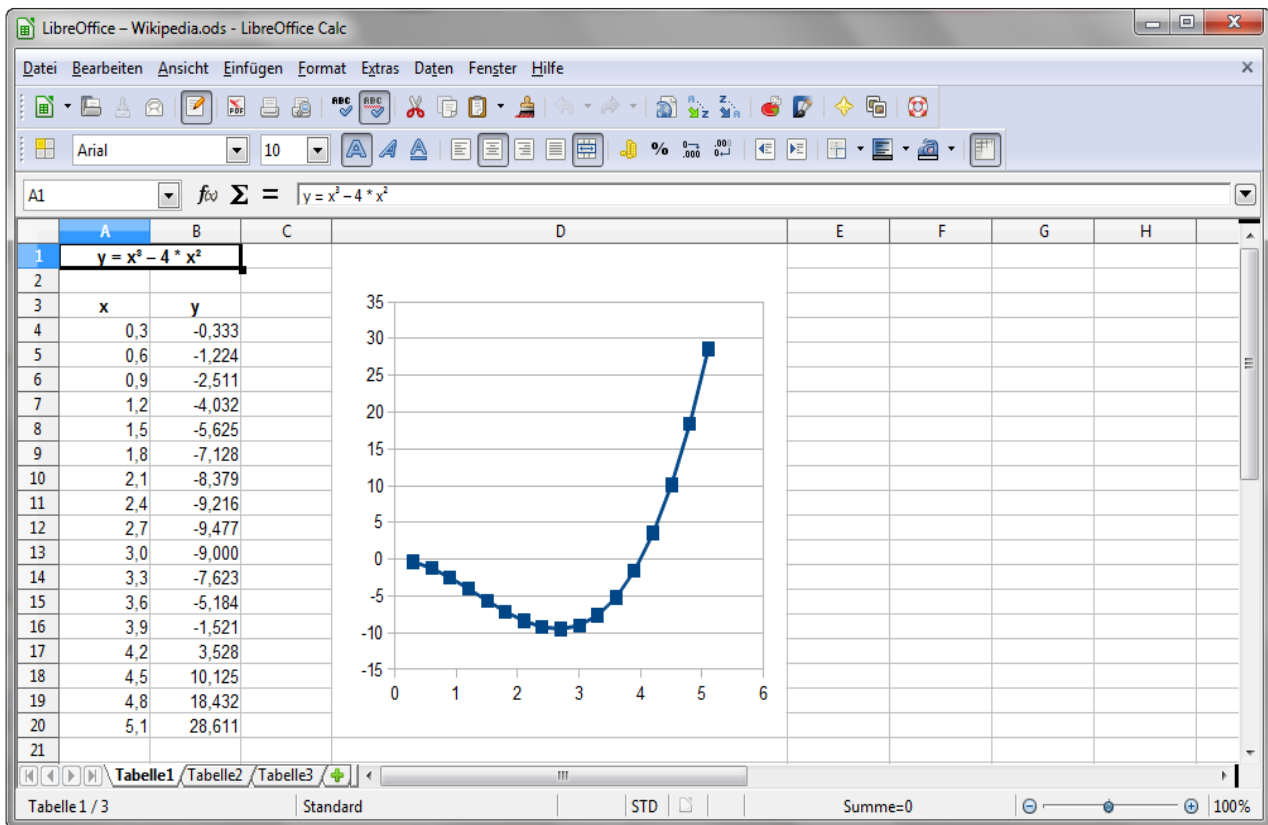 LibreOffice – Wikipedia.ods - LibreOffice Calc
Datei Bearbeiten Ansicht Einfügen Format Extras Daten Fenster Hilfe
Arial 10
A1 y = x³ – 4 * x²
A B C D E F G H
1 y = x³ – 4 * x²
2
3 x y
4 0,3 -0,333
5 0,6 -1,224
6 0,9 -2,511
7 1,2 -4,032
8 1,5 -5,625
9 1,8 -7,128
10 2,1 -8,379
11 2,4 -9,216
12 2,7 -9,477
13 3,0 -9,000
14 3,3 -7,623
15 3,6 -5,184
16 3,9 -1,521
17 4,2 3,528
18 4,5 10,125
19 4,8 18,432
20 5,1 28,611
21
35
30
25
20
15
10
5
0
-5
-10
-15
0 1 2 3 4 5 6
Tabelle1 Tabelle2 Tabelle3
Tabelle 1 / 3 Standard STD Summe=0 100%